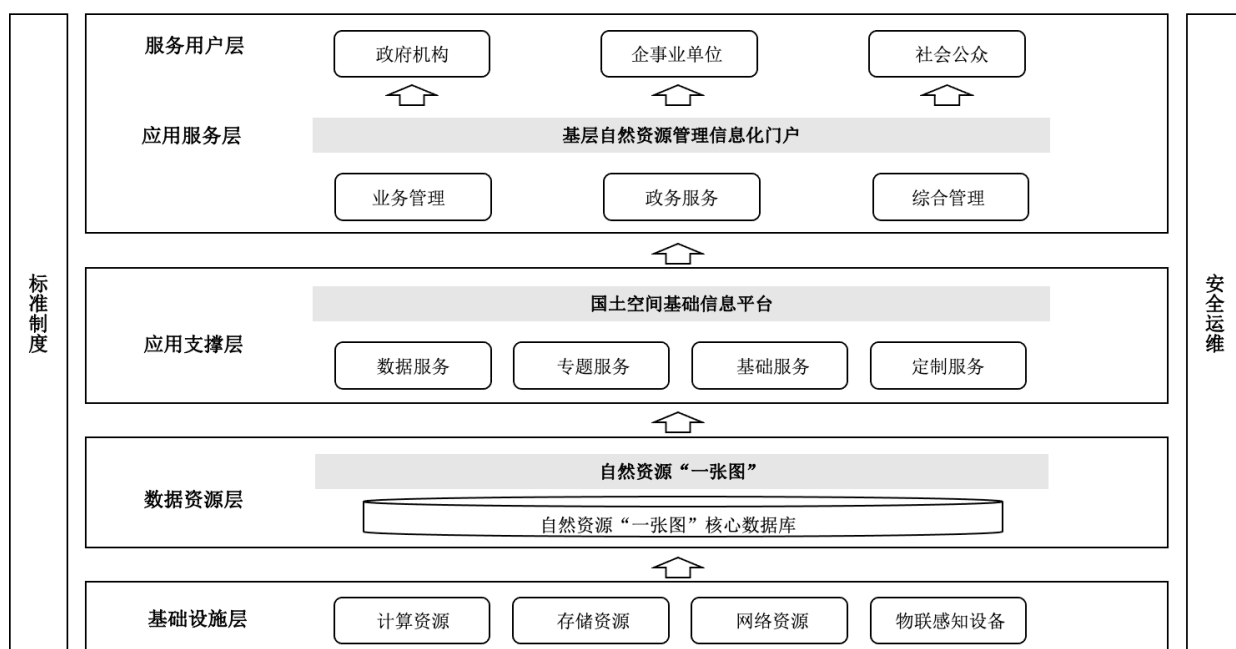 服务用户层
政府机构
企事业单位
社会公众
应用服务层
基层自然资源管理信息化门户
业务管理
政务服务
综合管理
标准制度
安全运维
国土空间基础信息平台
应用支撑层
数据服务
专题服务
基础服务
定制服务
自然资源“一张图”
数据资源层
自然资源“一张图”核心数据库
基础设施层
计算资源
存储资源
网络资源
物联感知设备